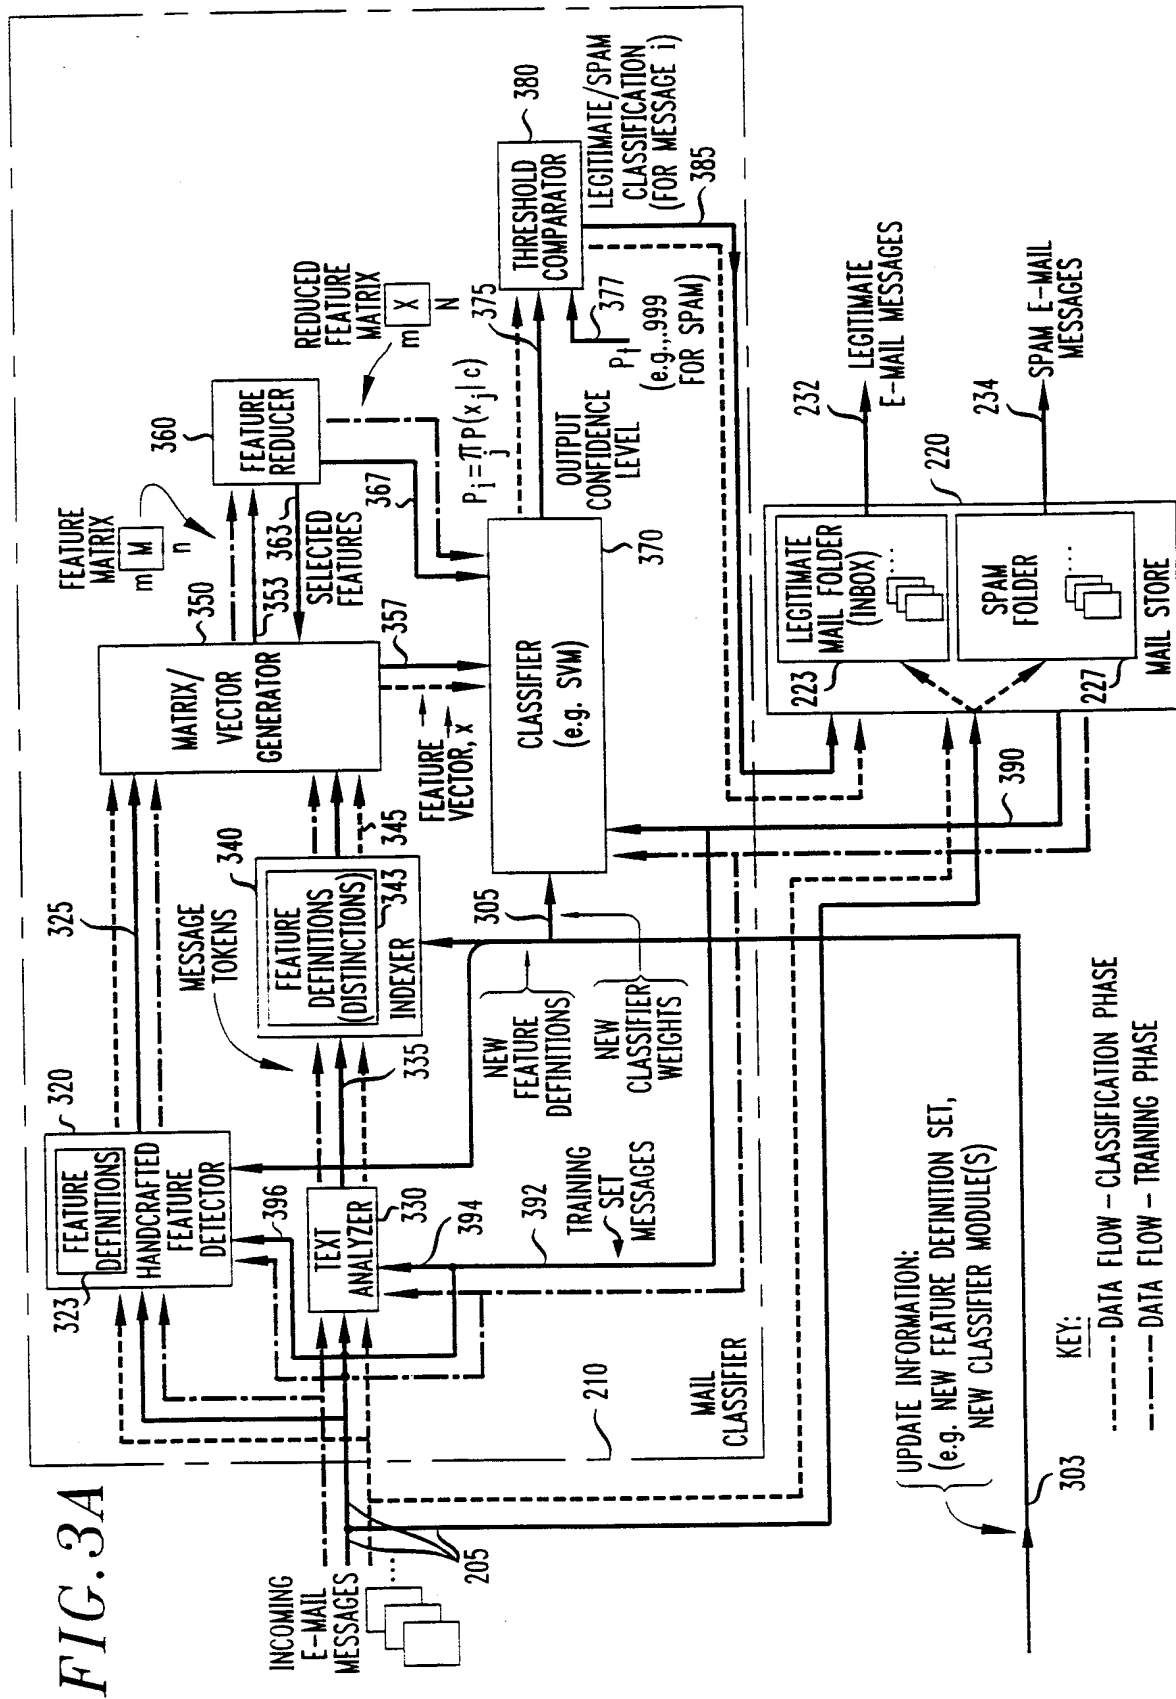 FIG. 3A
INCOMING
E-MAIL
MESSAGES
...
205
210
MAIL
CLASSIFIER
320
FEATURE
DEFINITIONS
HANDCRAFTED
FEATURE
DETECTOR
323
396
325
TEXT
ANALYZER
330
394
335
MESSAGE
TOKENS
340
FEATURE
DEFINITIONS
(DISTINCTIONS)
343
INDEXER
345
392
TRAINING
SET
MESSAGES
NEW
FEATURE
DEFINITIONS
NEW
CLASSIFIER
WEIGHTS
305
350
MATRIX/
VECTOR
GENERATOR
FEATURE
VECTOR, x
357
FEATURE
MATRIX
m M
n
353
363
SELECTED
FEATURES
360
FEATURE
REDUCER
367
REDUCED
FEATURE
MATRIX
m X
N
CLASSIFIER
(e.g. SVM)
370
Pi = π P(xj | c)
j
OUTPUT
CONFIDENCE
LEVEL
375
377
Pt
(e.g.,.999
FOR SPAM)
THRESHOLD
COMPARATOR
380
LEGITIMATE/SPAM
CLASSIFICATION
(FOR MESSAGE i)
385
390
220
LEGITIMATE
MAIL FOLDER
(INBOX)
...
223
SPAM
FOLDER
...
227
MAIL STORE
232
LEGITIMATE
E-MAIL MESSAGES
234
SPAM E-MAIL
MESSAGES
UPDATE INFORMATION:
(e.g. NEW FEATURE DEFINITION SET,
NEW CLASSIFIER MODULE(S)
303
KEY:
DATA FLOW - CLASSIFICATION PHASE
DATA FLOW - TRAINING PHASE